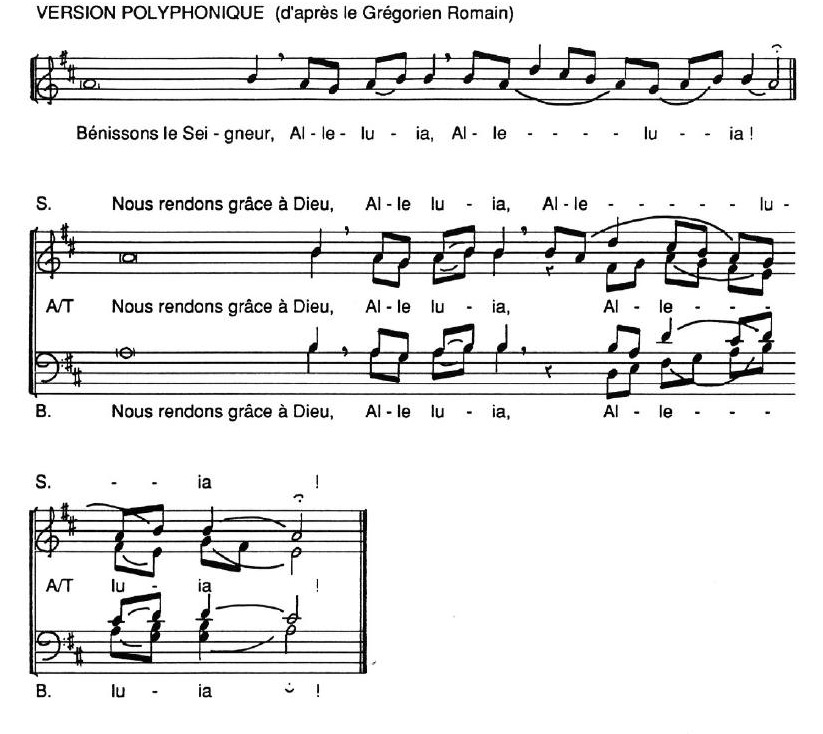 VERSION POLYPHONIQUE (d'après le Grégorien Romain)
Bénissons le Sei - gneur, Al - le - lu - ia, Al - le - - - - lu - - ia !
S. Nous rendons grâce à Dieu, Al - le lu - ia, Al - le - - - - - lu -
A/T Nous rendons grâce à Dieu, Al - le lu - ia, Al - le - - -
B. Nous rendons grâce à Dieu, Al - le lu - ia, Al - le - - -
S. - - ia !
A/T lu - ia !
B. lu - ia !